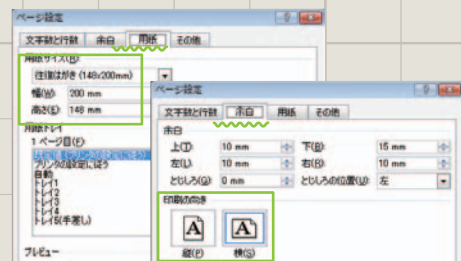 ページ設定
文字数と行数 余白 用紙 その他
用紙サイズ(R):
往復はがき (148x200mm)
幅(W): 200 mm
高さ(E): 148 mm
用紙トレイ
1 ページ目(F):
プリンタの設定に従う
自動
トレイ1
トレイ2
トレイ3
トレイ4
トレイ5(手差し)
プレビュー
ページ設定
文字数と行数 余白 用紙 その他
余白
上(T): 10 mm 下(B): 15 mm
左(L): 10 mm 右(R): 10 mm
とじしろ(G): 0 mm とじしろの位置(U): 左
印刷の向き
A A
縦(P) 横(S)